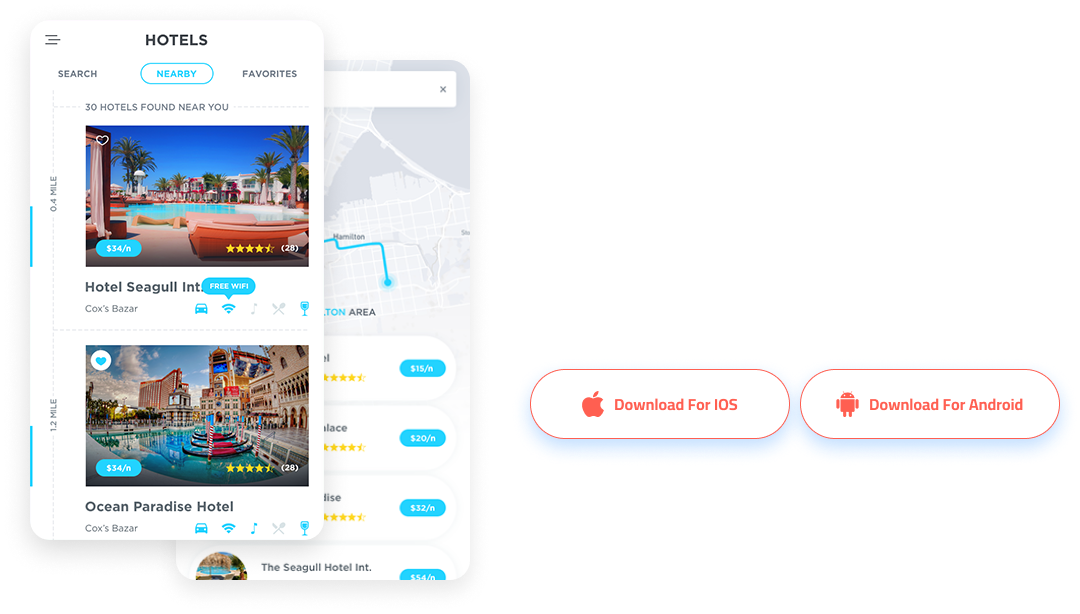 HOTELS
SEARCH
NEARBY
FAVORITES
30 HOTELS FOUND NEAR YOU
0.4 MILE
$34/n
(28)
Hotel Seagull Int.
FREE WIFI
Cox's Bazar
1.2 MILE
$34/n
(28)
Ocean Paradise Hotel
Cox's Bazar
×
Hamilton
TON AREA
el
$15/n
alace
$20/n
dise
$32/n
The Seagull Hotel Int.
$54/n
Download For IOS
Download For Android